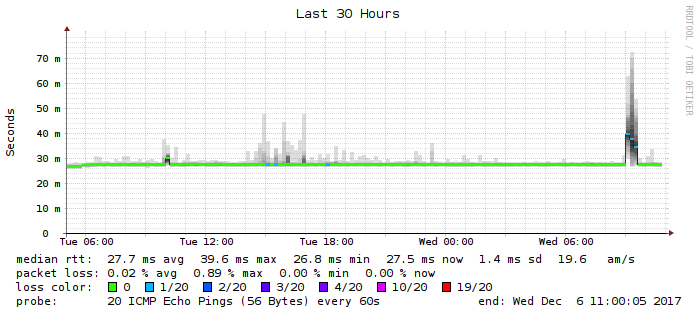 Last 30 Hours
RRDTOOL / TOBI OETIKER
Seconds
70 m
60 m
50 m
40 m
30 m
20 m
10 m
0
Tue 06:00 Tue 12:00 Tue 18:00 Wed 00:00 Wed 06:00
median rtt: 27.7 ms avg 39.6 ms max 26.8 ms min 27.5 ms now 1.4 ms sd 19.6 am/s
packet loss: 0.02 % avg 0.89 % max 0.00 % min 0.00 % now
loss color: 0 1/20 2/20 3/20 4/20 10/20 19/20
probe: 20 ICMP Echo Pings (56 Bytes) every 60s end: Wed Dec 6 11:00:05 2017